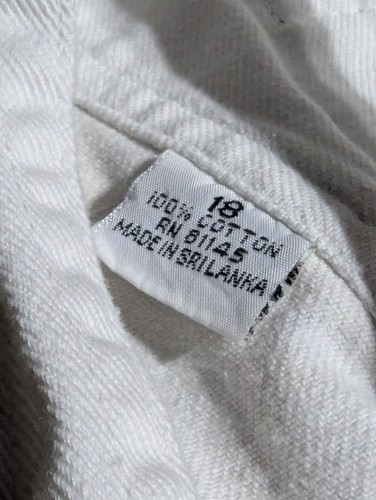 18
100% COTTON
RN 61145
MADE IN SRI LANKA